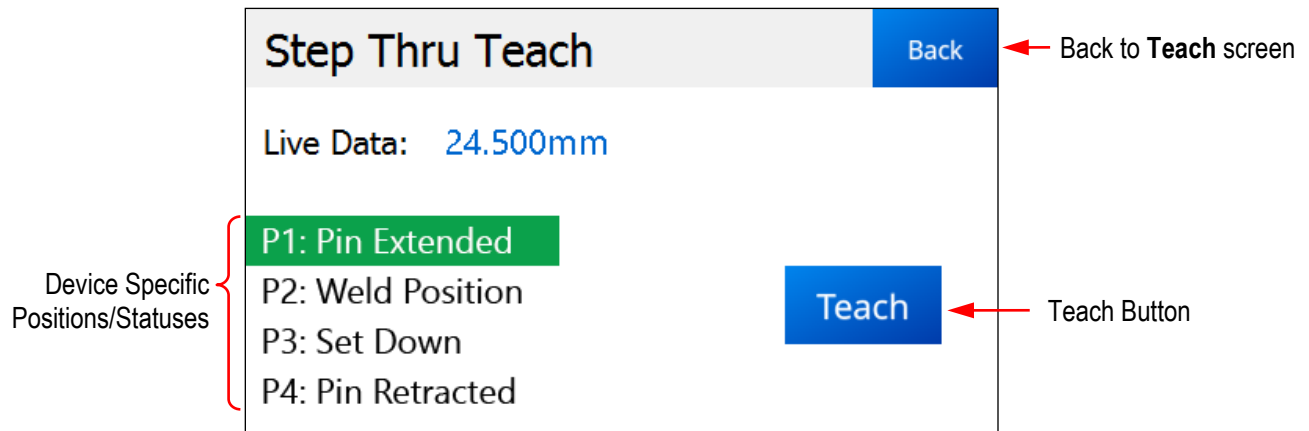 Step Thru Teach
Back
Back to Teach screen
Live Data: 24.500mm
Device Specific
Positions/Statuses
P1: Pin Extended
P2: Weld Position
P3: Set Down
P4: Pin Retracted
Teach
Teach Button